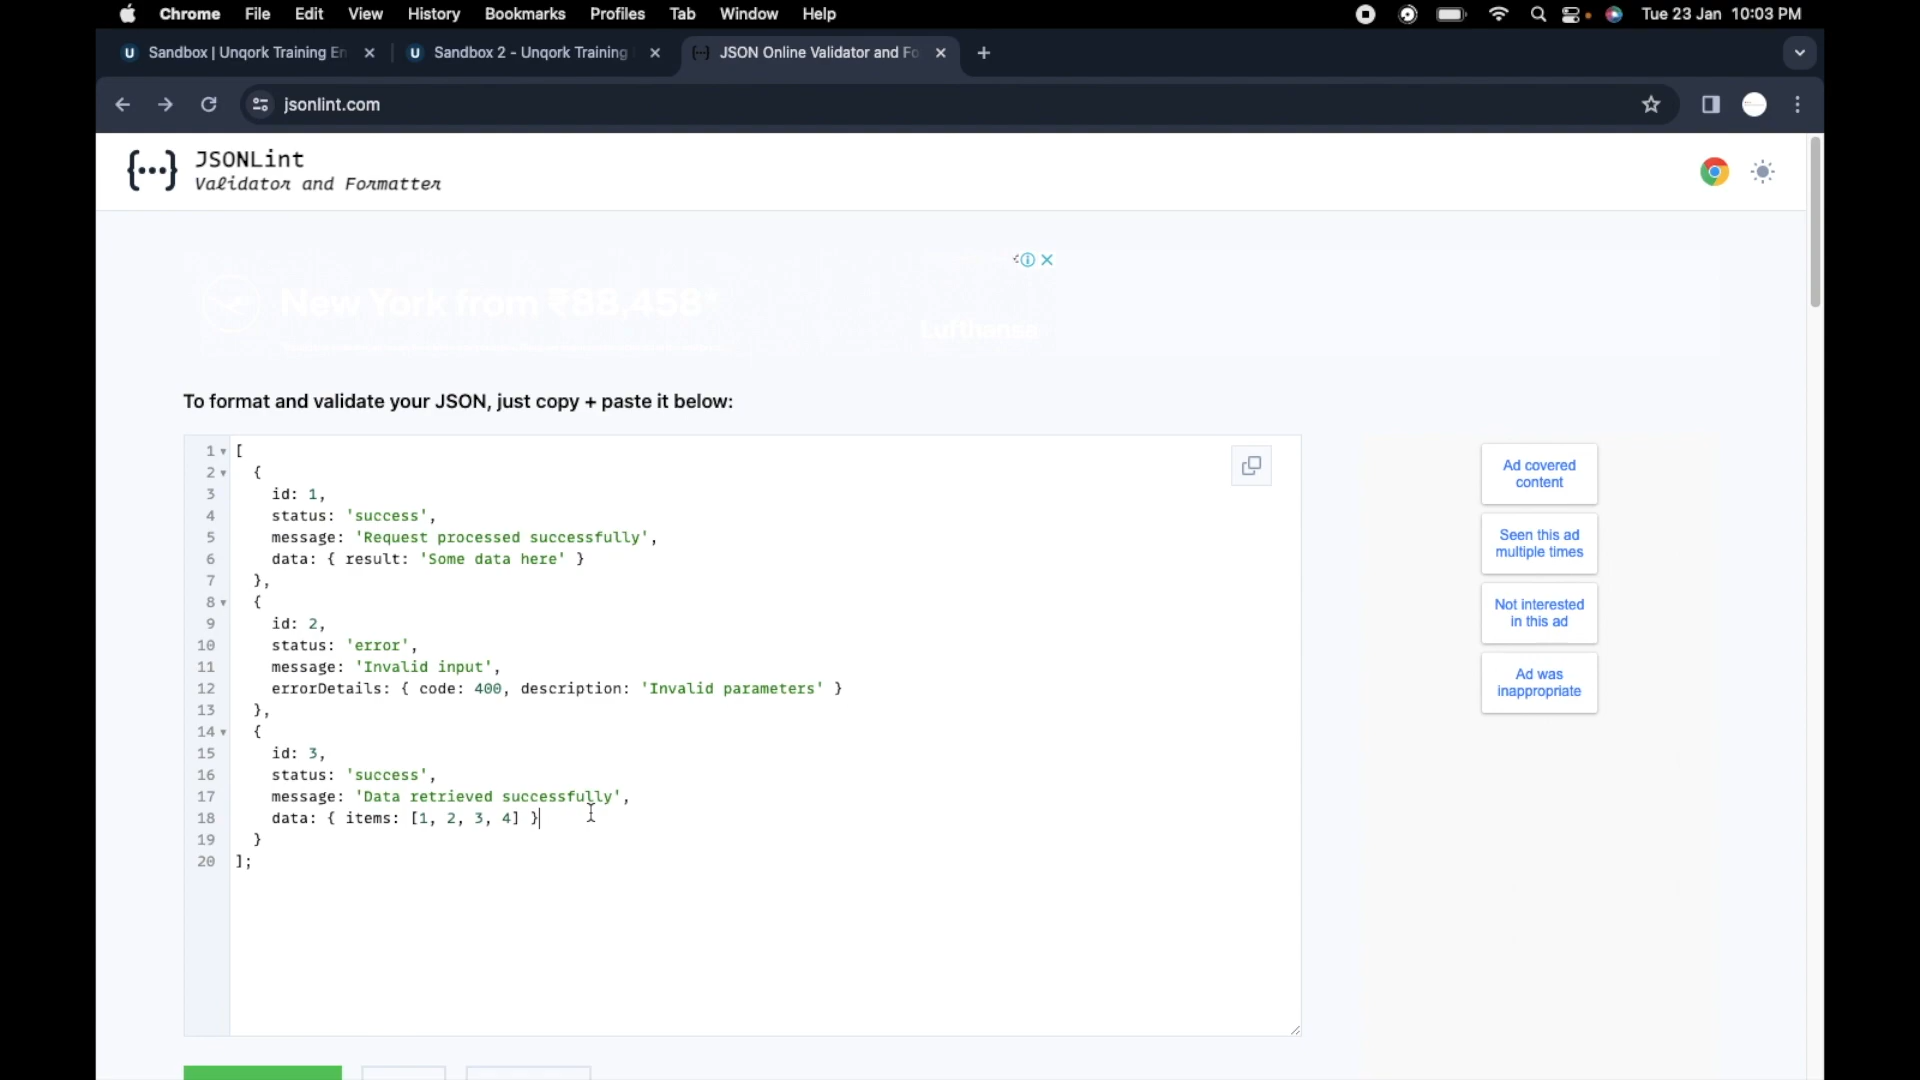 Chrome File Edit View History Bookmarks Profiles Tab Window Help Tue 23 Jan 10:03 PM
U Sandbox | Unqork Training En U Sandbox 2 - Unqork Training JSON Online Validator and Fo
jsonlint.com
{···} JSONLint
Validator and Formatter
New York from ₹88,458*
Lufthansa
To format and validate your JSON, just copy + paste it below:
1 [
2 {
3 id: 1,
4 status: 'success',
5 message: 'Request processed successfully',
6 data: { result: 'Some data here' }
7 },
8 {
9 id: 2,
10 status: 'error',
11 message: 'Invalid input',
12 errorDetails: { code: 400, description: 'Invalid parameters' }
13 },
14 {
15 id: 3,
16 status: 'success',
17 message: 'Data retrieved successfully',
18 data: { items: [1, 2, 3, 4] }
19 }
20 ];
Ad covered
content
Seen this ad
multiple times
Not interested
in this ad
Ad was
inappropriate